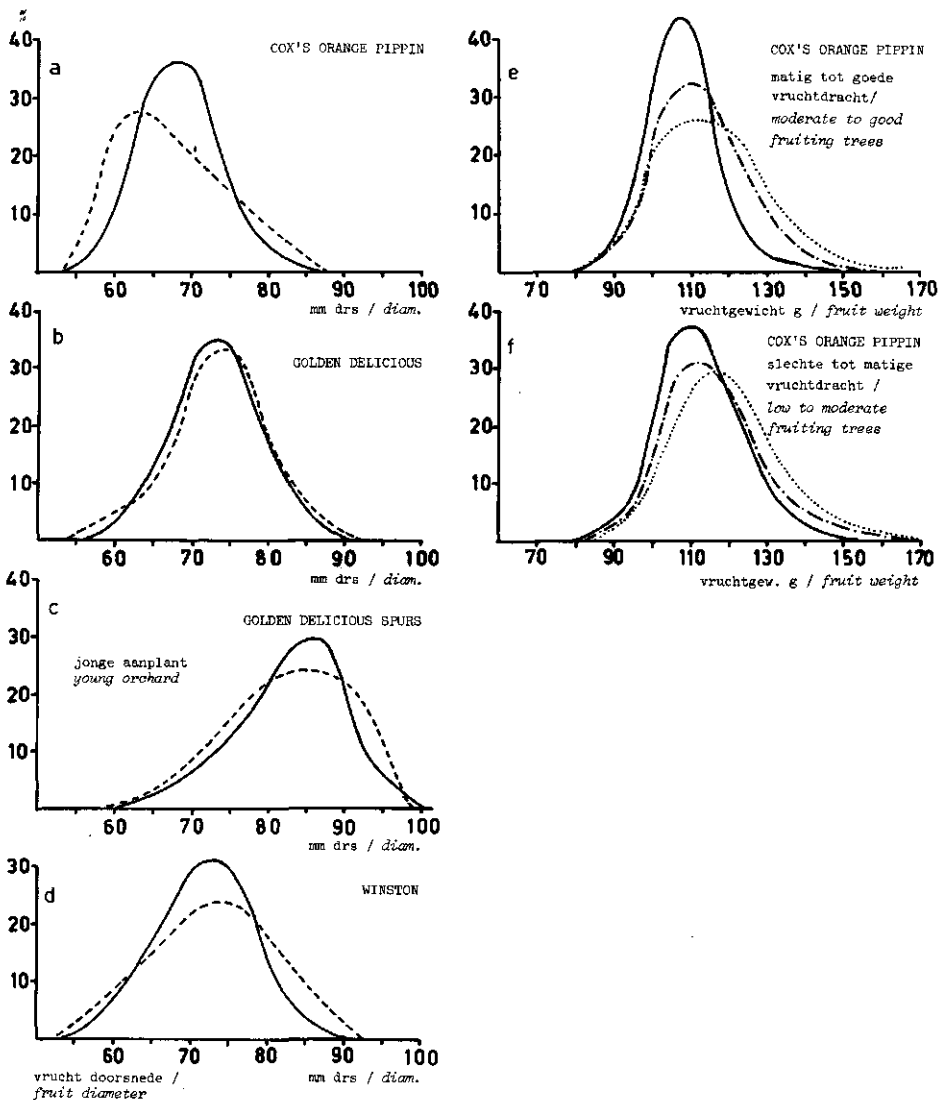 %
40
30
20
10
a
COX'S ORANGE PIPPIN
60 70 80 90 100
mm drs / diam.
40
30
20
10
b
GOLDEN DELICIOUS
60 70 80 90 100
mm drs / diam.
40
30
20
10
c
GOLDEN DELICIOUS SPURS
jonge aanplant
young orchard
60 70 80 90 100
mm drs / diam.
30
20
10
d
WINSTON
60 70 80 90 100
vrucht doorsnede / mm drs / diam.
fruit diameter
40
30
20
10
e
COX'S ORANGE PIPPIN
matig tot goede
vruchtdracht/
moderate to good
fruiting trees
70 90 110 130 150 170
vruchtgewicht g / fruit weight
40
30
20
10
f
COX'S ORANGE PIPPIN
slechte tot matige
vruchtdracht /
low to moderate
fruiting trees
70 90 110 130 150 170
vruchtgew. g / fruit weight